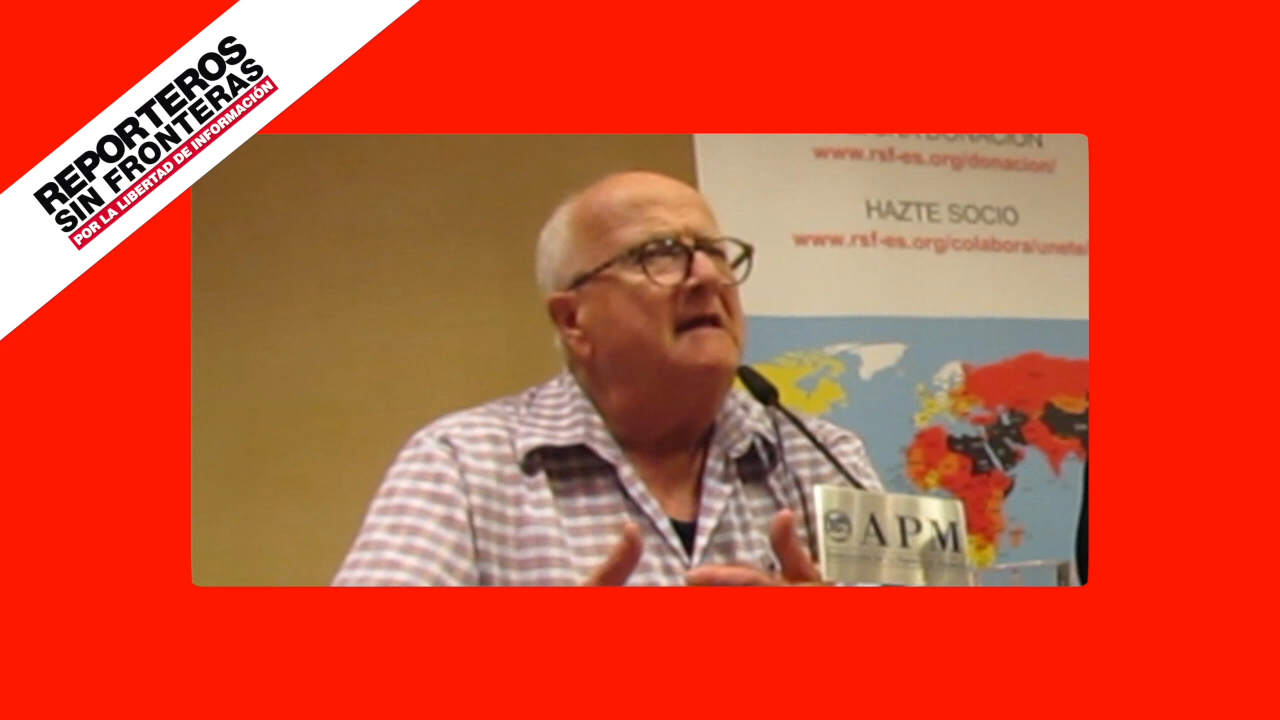 REPORTEROS
SIN FRONTERAS
POR LA LIBERTAD DE INFORMACIÓN
DONACIÓN
www.rsf-es.org/donacion/
HAZTE SOCIO
www.rsf-es.org/colabora/unete
APM